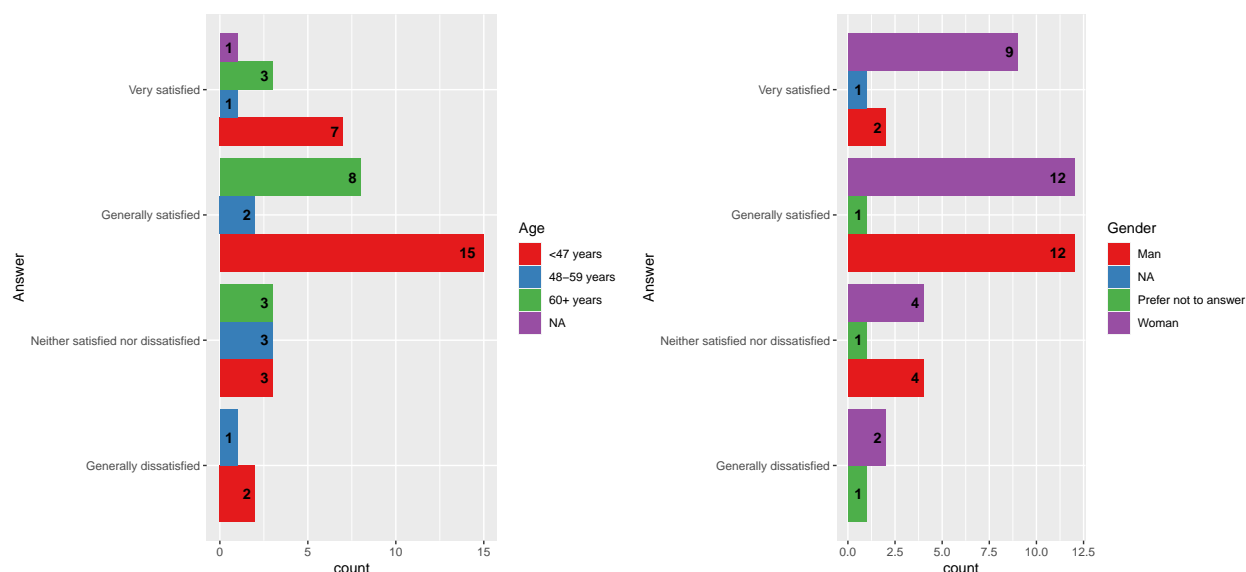 Answer
Very satisfied
Generally satisfied
Neither satisfied nor dissatisfied
Generally dissatisfied
1
3
1
7
8
2
15
3
3
3
1
2
0
5
10
15
count
Age
<47 years
48–59 years
60+ years
NA
Answer
Very satisfied
Generally satisfied
Neither satisfied nor dissatisfied
Generally dissatisfied
9
1
2
12
1
12
4
1
4
2
1
0.0
2.5
5.0
7.5
10.0
12.5
count
Gender
Man
NA
Prefer not to answer
Woman